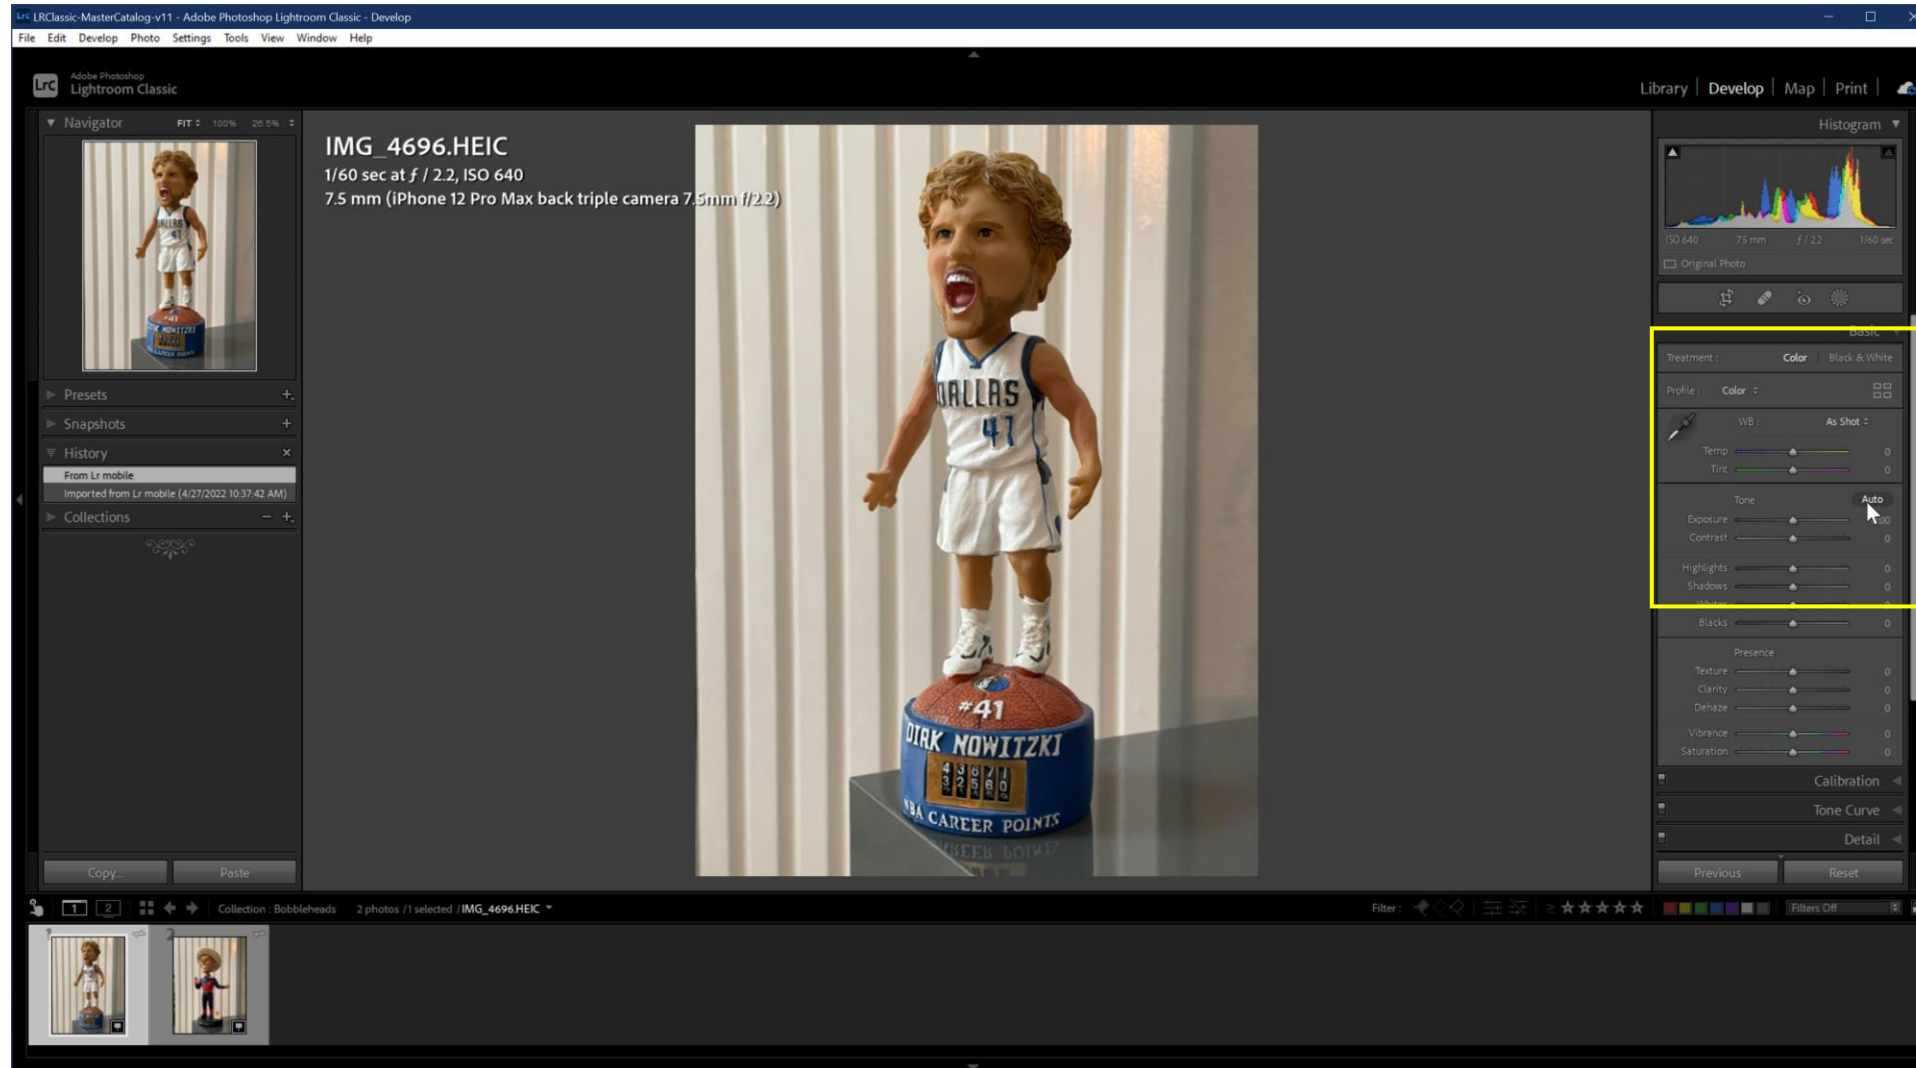 LrC LRClassic-MasterCatalog-v11 - Adobe Photoshop Lightroom Classic - Develop
File Edit Develop Photo Settings Tools View Window Help
LrC Adobe Photoshop
Lightroom Classic
Library | Develop | Map | Print |
Navigator FIT 100% 26.5%
Presets
Snapshots
History
From Lr mobile
Imported from Lr mobile (4/27/2022 10:37:42 AM)
Collections
Copy... Paste
IMG_4696.HEIC
1/60 sec at ƒ / 2.2, ISO 640
7.5 mm (iPhone 12 Pro Max back triple camera 7.5mm f/2.2)
DALLAS
41
#41
DIRK NOWITZKI
NBA CAREER POINTS
Histogram
ISO 640 7.5 mm ƒ / 2.2 1/60 sec
Original Photo
Basic
Treatment : Color Black & White
Profile : Color
WB : As Shot
Temp 0
Tint 0
Tone Auto
Exposure
Contrast 0
Highlights 0
Shadows 0
Whites 0
Blacks 0
Presence
Texture 0
Clarity 0
Dehaze 0
Vibrance 0
Saturation 0
Calibration
Tone Curve
Detail
Previous Reset
1 2 Collection : Bobbleheads 2 photos / 1 selected / IMG_4696.HEIC
Filter : Filters Off
1 2